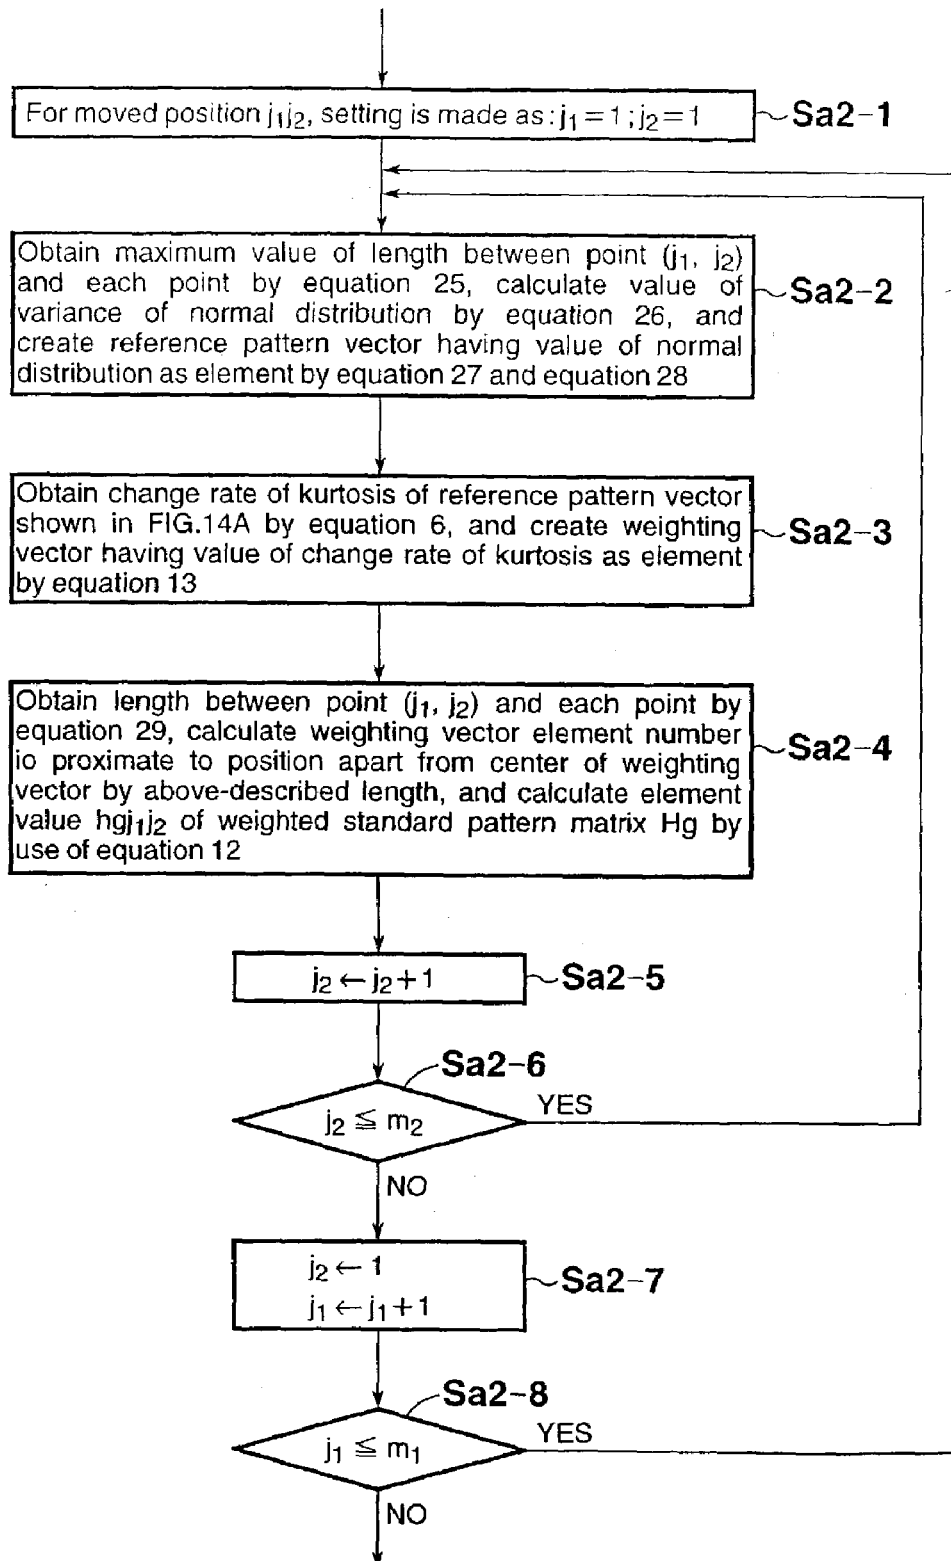 For moved position j1j2, setting is made as: j1=1; j2=1
Sa2-1
Obtain maximum value of length between point (j1, j2)
and each point by equation 25, calculate value of
variance of normal distribution by equation 26, and
create reference pattern vector having value of normal
distribution as element by equation 27 and equation 28
Sa2-2
Obtain change rate of kurtosis of reference pattern vector
shown in FIG.14A by equation 6, and create weighting
vector having value of change rate of kurtosis as element
by equation 13
Sa2-3
Obtain length between point (j1, j2) and each point by
equation 29, calculate weighting vector element number
io proximate to position apart from center of weighting
vector by above-described length, and calculate element
value hgj1j2 of weighted standard pattern matrix Hg by
use of equation 12
Sa2-4
j2 ← j2+1
Sa2-5
Sa2-6
j2 ≦ m2
YES
NO
j2 ← 1
j1 ← j1+1
Sa2-7
Sa2-8
j1 ≦ m1
YES
NO